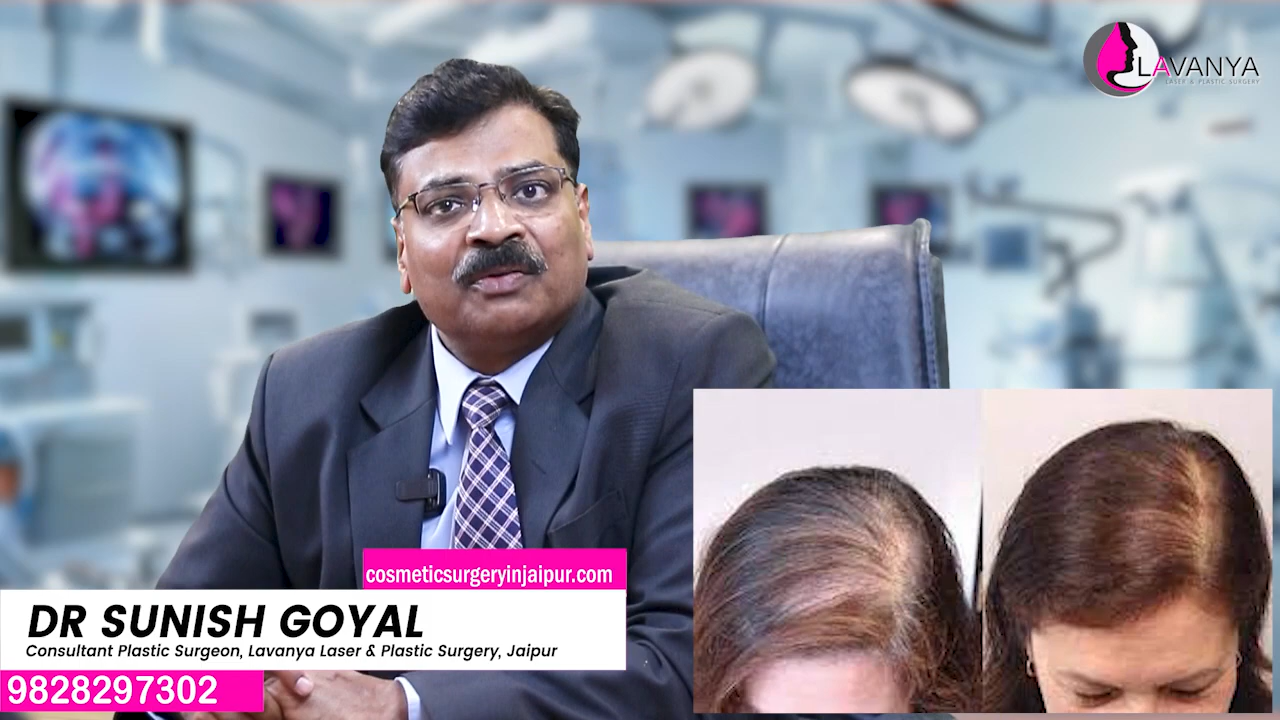 LAVANYA
LASER & PLASTIC SURGERY
cosmeticsurgeryinjaipur.com
DR SUNISH GOYAL
Consultant Plastic Surgeon, Lavanya Laser & Plastic Surgery, Jaipur
9828297302